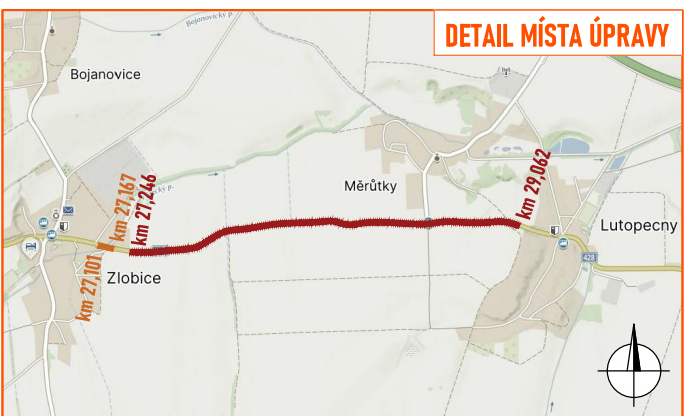 DETAIL MÍSTA ÚPRAVY
Bojanovický p.
Bojanovice
Měrůtky
Lutopecny
428
Zlobice
km 27,101
km 27,167
km 27,246
km 29,062